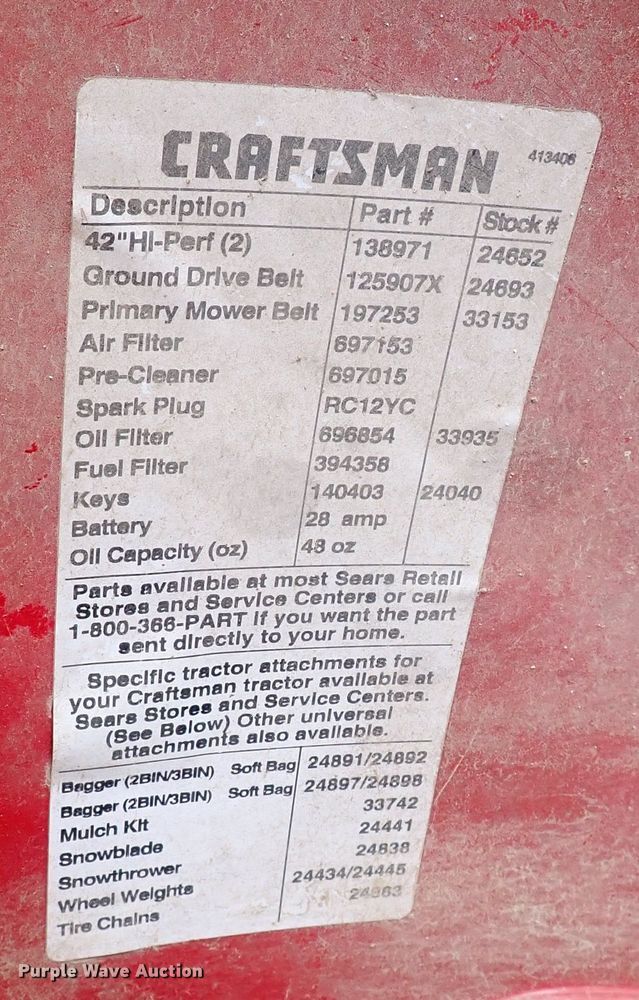 CRAFTSMAN 413406
Description Part # Stock #
42"Hi-Perf (2) 138971 24652
Ground Drive Belt 125907X 24693
Primary Mower Belt 197253 33153
Air Filter 697153
Pre-Cleaner 697015
Spark Plug RC12YC
Oil Filter 696854 33935
Fuel Filter 394358
Keys 140403 24040
Battery 28 amp
Oil Capacity (oz) 48 oz
Parts available at most Sears Retail
Stores and Service Centers or call
1-800-366-PART if you want the part
sent directly to your home.
Specific tractor attachments for
your Craftsman tractor available at
Sears Stores and Service Centers.
(See Below) Other universal
attachments also available.
Bagger (2BIN/3BIN) Soft Bag 24891/24892
Bagger (2BIN/3BIN) Soft Bag 24897/24898
Mulch Kit 33742
Snowblade 24441
Snowthrower 24838
Wheel Weights 24434/24445
Tire Chains
Purple Wave Auction